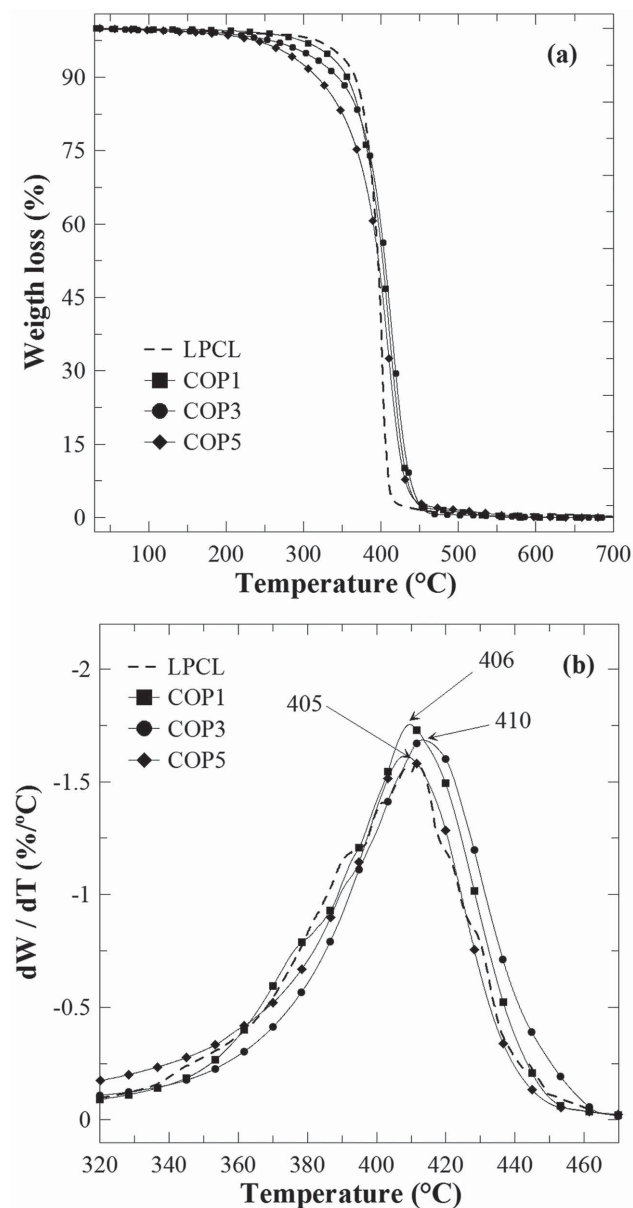 (a)
90
75
60
45
30
15
0
Weigth loss (%)
LPCL
COP1
COP3
COP5
100 200 300 400 500 600 700
Temperature (°C)
(b)
-2
-1.5
-1
-0.5
0
dW / dT (%/°C)
LPCL
COP1
COP3
COP5
406
405
410
320 340 360 380 400 420 440 460
Temperature (°C)